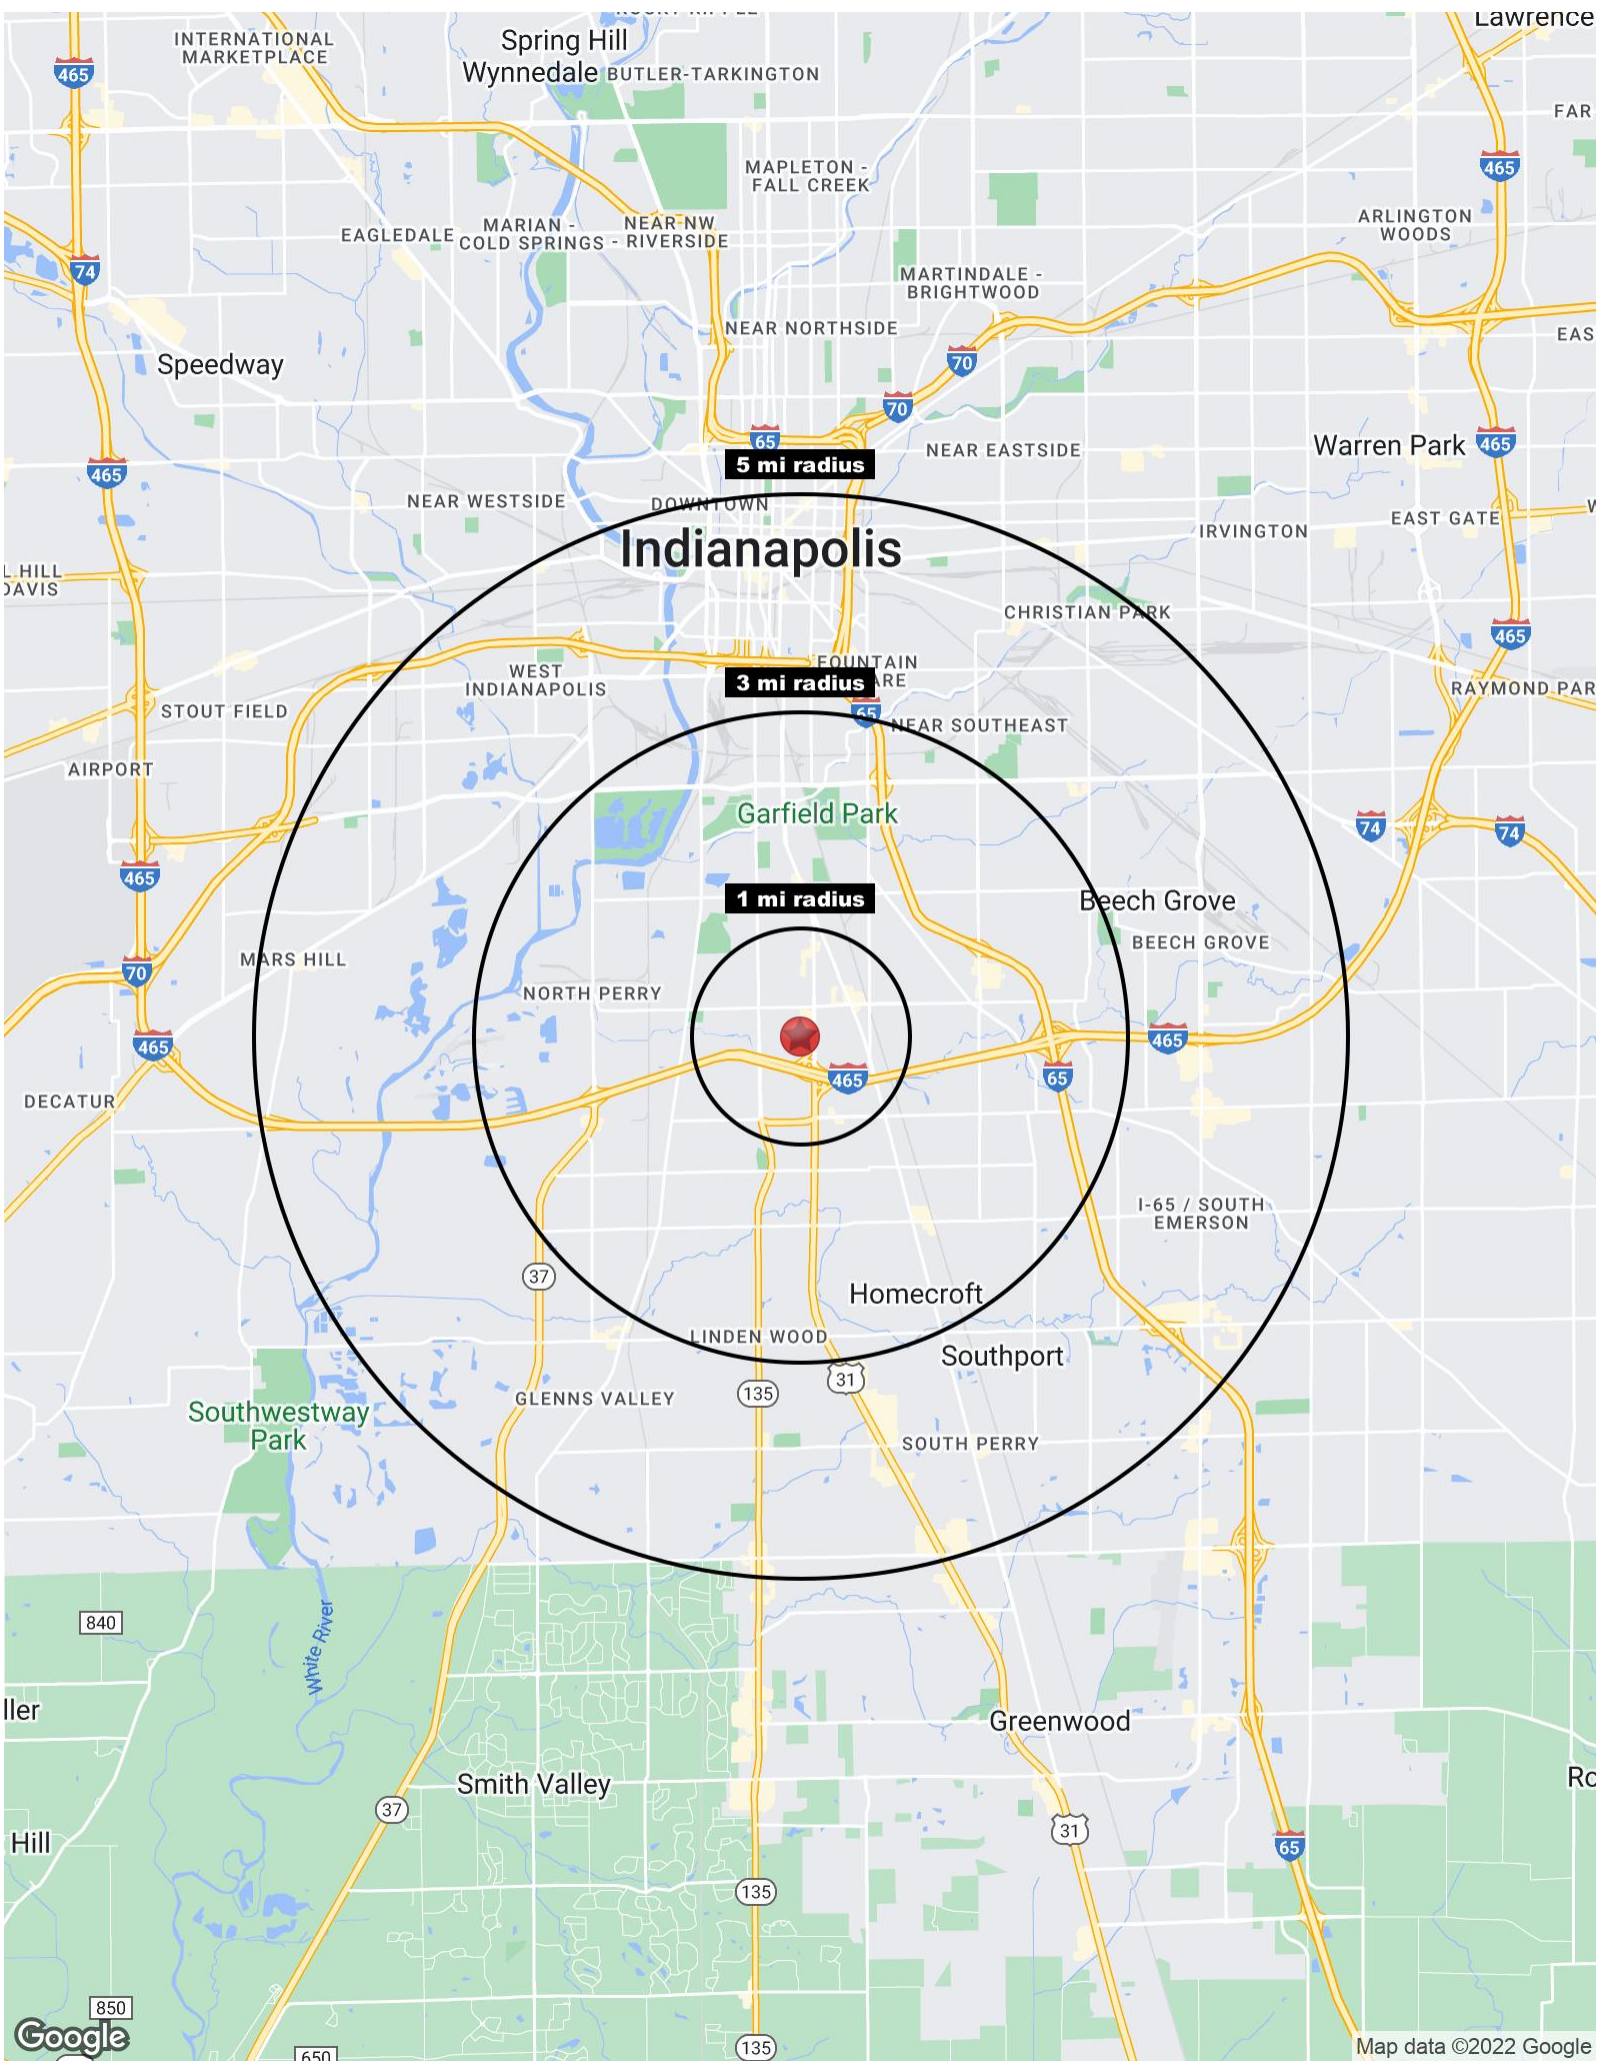 Lawrence
INTERNATIONAL
MARKETPLACE
465
Spring Hill
Wynnedale
BUTLER-TARKINGTON
FAR
465
MAPLETON -
FALL CREEK
EAGLEDALE
MARIAN -
COLD SPRINGS
NEAR NW
- RIVERSIDE
ARLINGTON
WOODS
74
MARTINDALE -
BRIGHTWOOD
NEAR NORTHSIDE
EAS
Speedway
70
70
65
5 mi radius
NEAR EASTSIDE
Warren Park
465
465
NEAR WESTSIDE
DOWNTOWN
EAST GATE
IRVINGTON
Indianapolis
L HILL
DAVIS
CHRISTIAN PARK
465
FOUNTAIN
ARE
3 mi radius
WEST
INDIANAPOLIS
RAYMOND PAR
STOUT FIELD
65
NEAR SOUTHEAST
AIRPORT
Garfield Park
74
74
465
1 mi radius
Beech Grove
BEECH GROVE
MARS HILL
70
NORTH PERRY
465
465
465
65
DECATUR
I-65 / SOUTH
EMERSON
37
Homecroft
LINDEN WOOD
Southport
31
135
GLENNS VALLEY
Southwestway
Park
SOUTH PERRY
840
White River
ller
Greenwood
Smith Valley
Ro
37
31
Hill
65
135
850
Google
135
650
Map data ©2022 Google